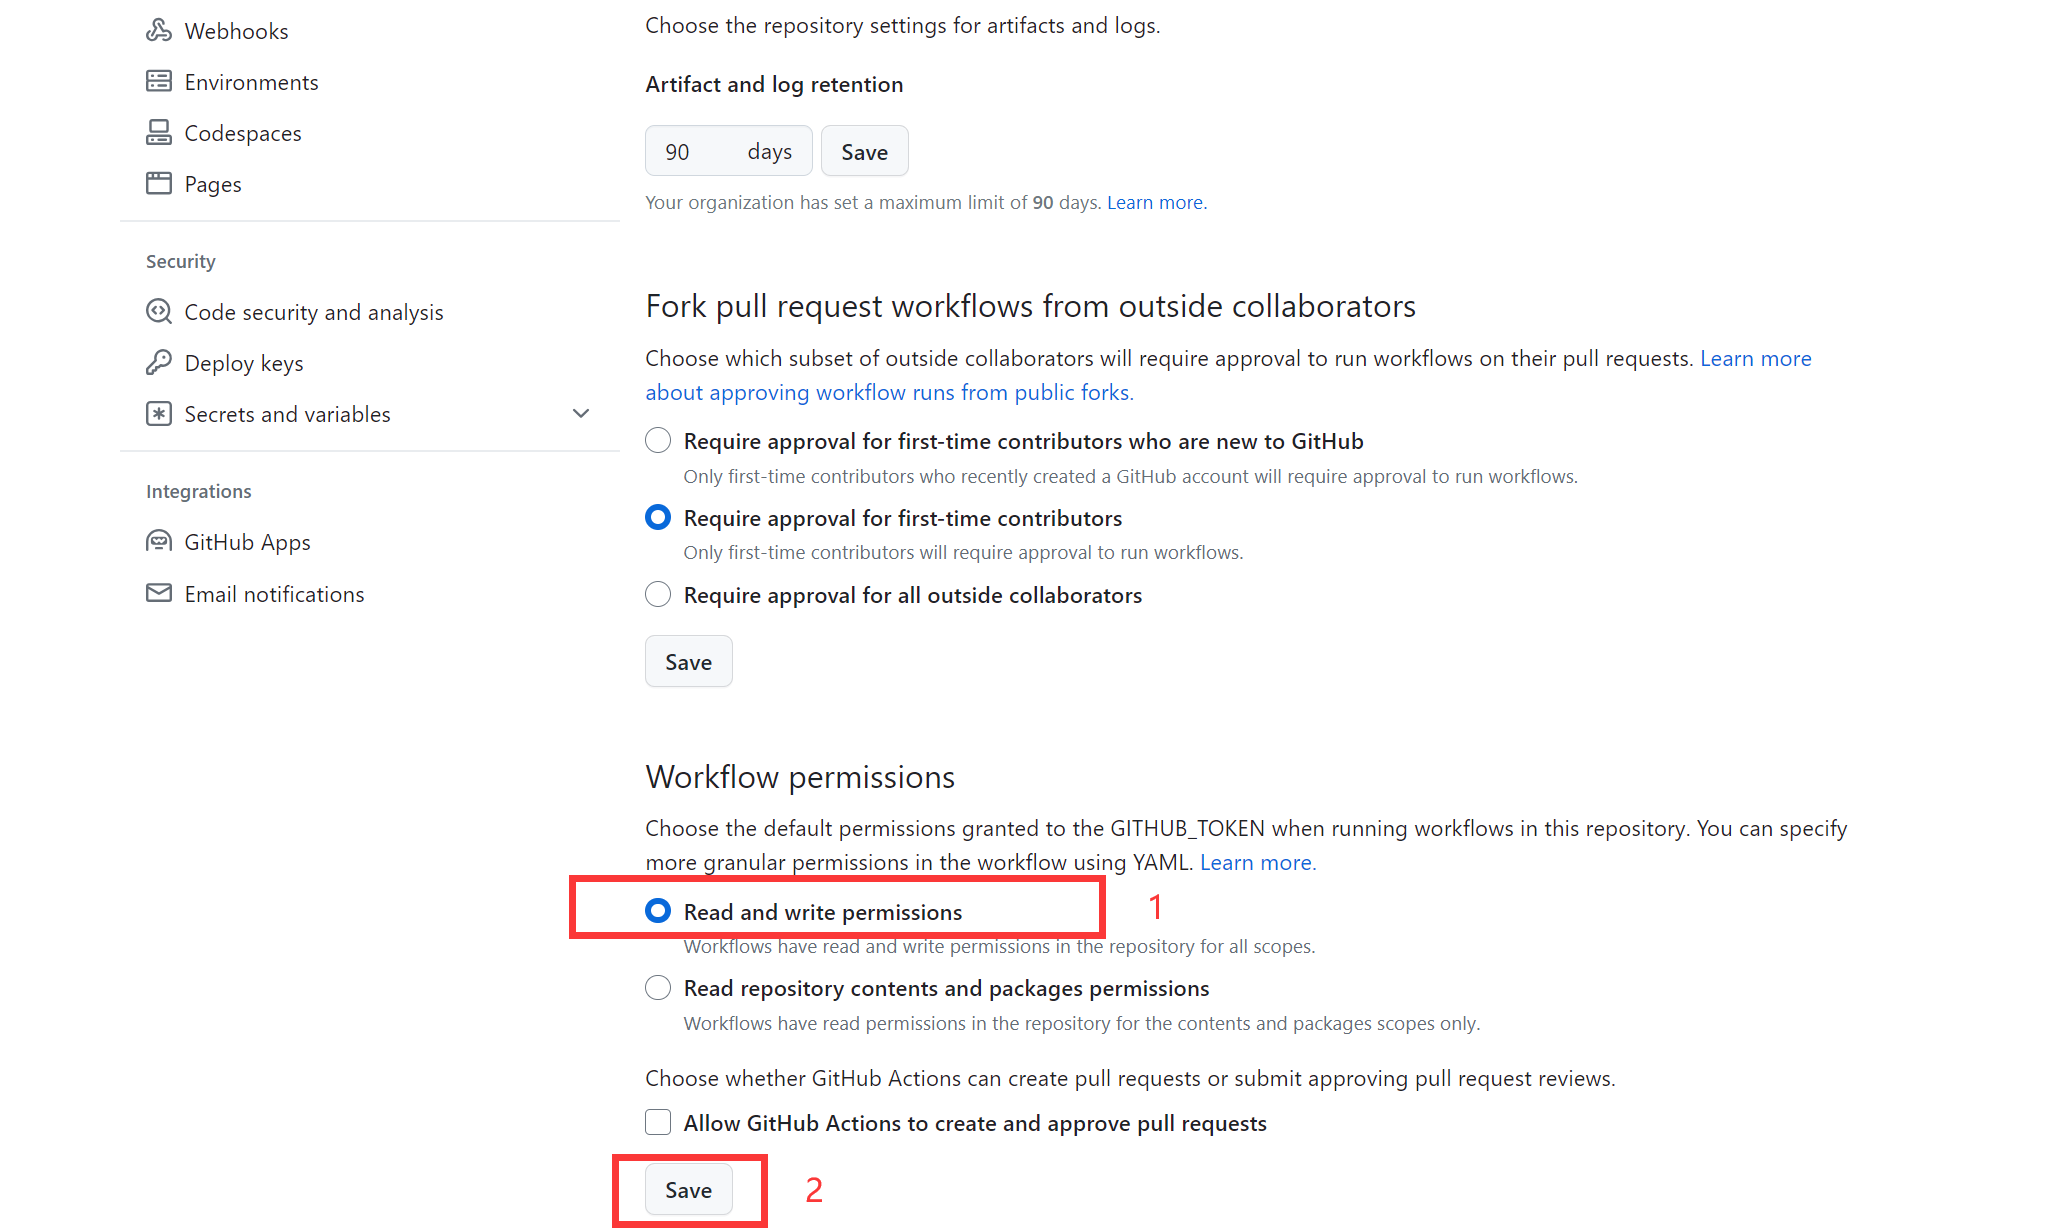 Webhooks
Environments
Codespaces
Pages
Security
Code security and analysis
Deploy keys
Secrets and variables
Integrations
GitHub Apps
Email notifications
Choose the repository settings for artifacts and logs.
Artifact and log retention
90 days Save
Your organization has set a maximum limit of 90 days. Learn more.
Fork pull request workflows from outside collaborators
Choose which subset of outside collaborators will require approval to run workflows on their pull requests. Learn more
about approving workflow runs from public forks.
Require approval for first-time contributors who are new to GitHub
Only first-time contributors who recently created a GitHub account will require approval to run workflows.
Require approval for first-time contributors
Only first-time contributors will require approval to run workflows.
Require approval for all outside collaborators
Save
Workflow permissions
Choose the default permissions granted to the GITHUB_TOKEN when running workflows in this repository. You can specify
more granular permissions in the workflow using YAML. Learn more.
Read and write permissions 1
Workflows have read and write permissions in the repository for all scopes.
Read repository contents and packages permissions
Workflows have read permissions in the repository for the contents and packages scopes only.
Choose whether GitHub Actions can create pull requests or submit approving pull request reviews.
Allow GitHub Actions to create and approve pull requests
Save 2